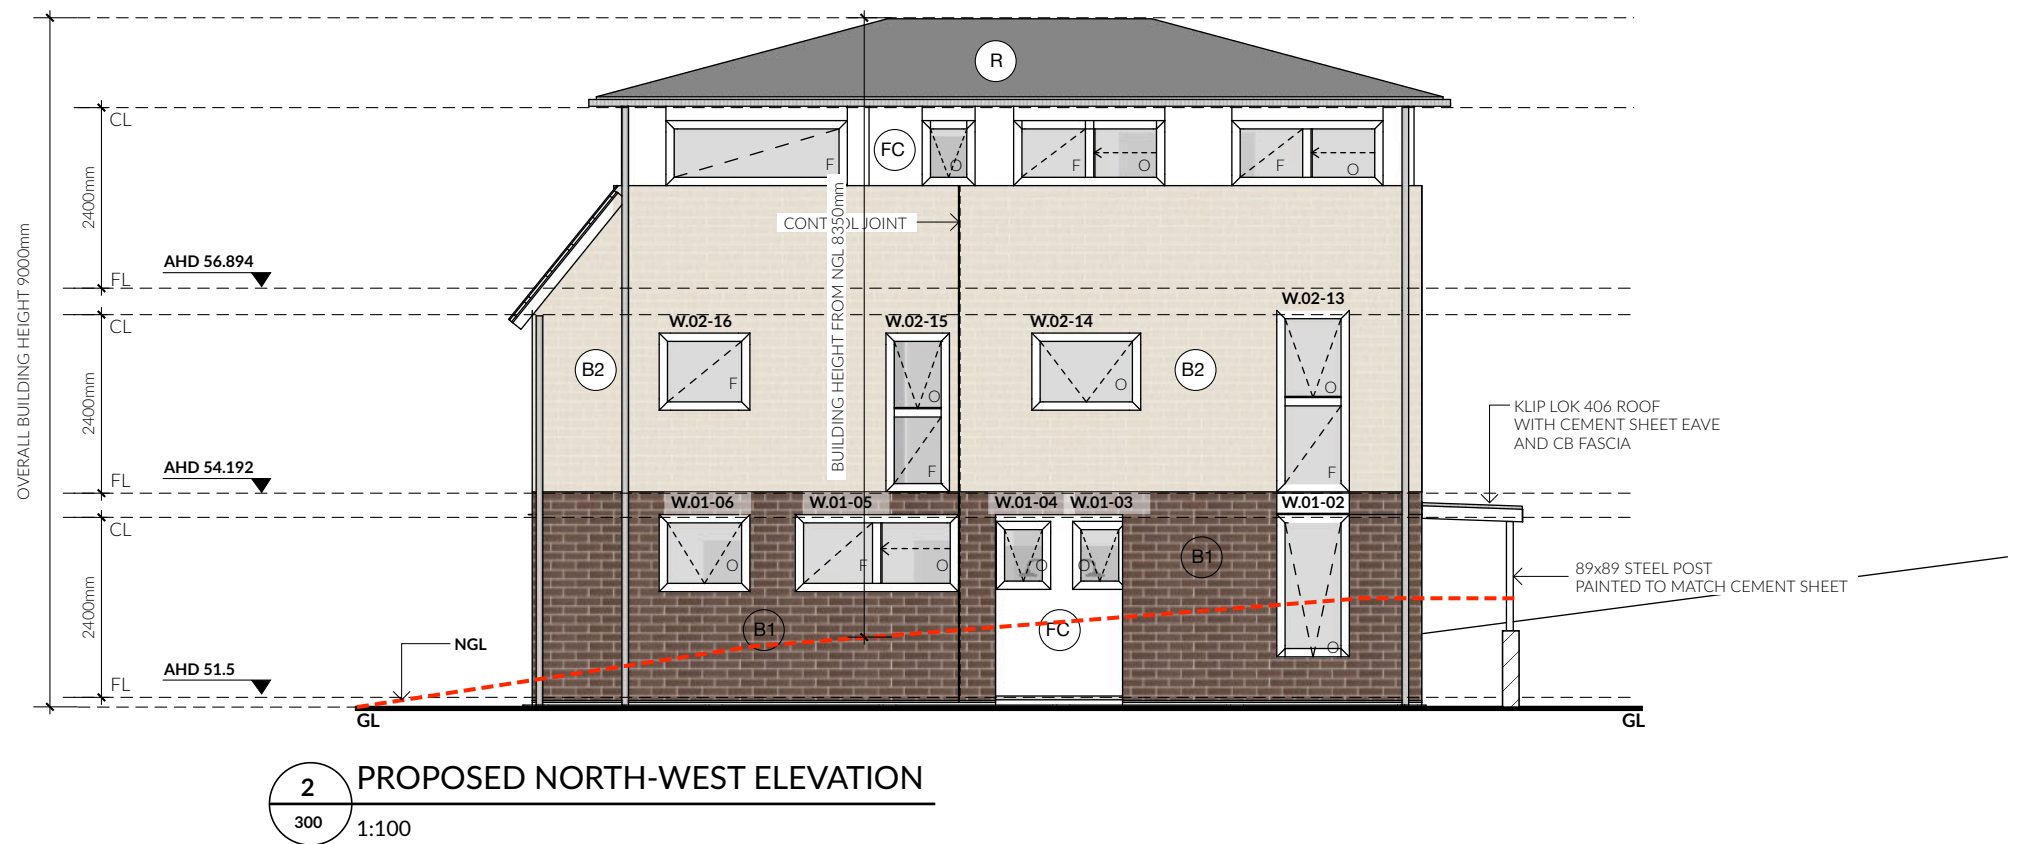 R
CL
F
FC
O
F
O
F
O
2400mm
OVERALL BUILDING HEIGHT 9000mm
BUILDING HEIGHT FROM NGL 8350mm
CONTROL JOINT
AHD 56.894
FL
CL
W.02-16
W.02-15
W.02-14
W.02-13
B2
F
O
O
B2
O
2400mm
F
F
KLIP LOK 406 ROOF
WITH CEMENT SHEET EAVE
AND CB FASCIA
AHD 54.192
FL
W.01-06
W.01-05
W.01-04
W.01-03
W.01-02
CL
O
F
O
O
O
B1
89x89 STEEL POST
PAINTED TO MATCH CEMENT SHEET
2400mm
B1
FC
O
NGL
AHD 51.5
FL
GL
GL
2
300
PROPOSED NORTH-WEST ELEVATION
1:100